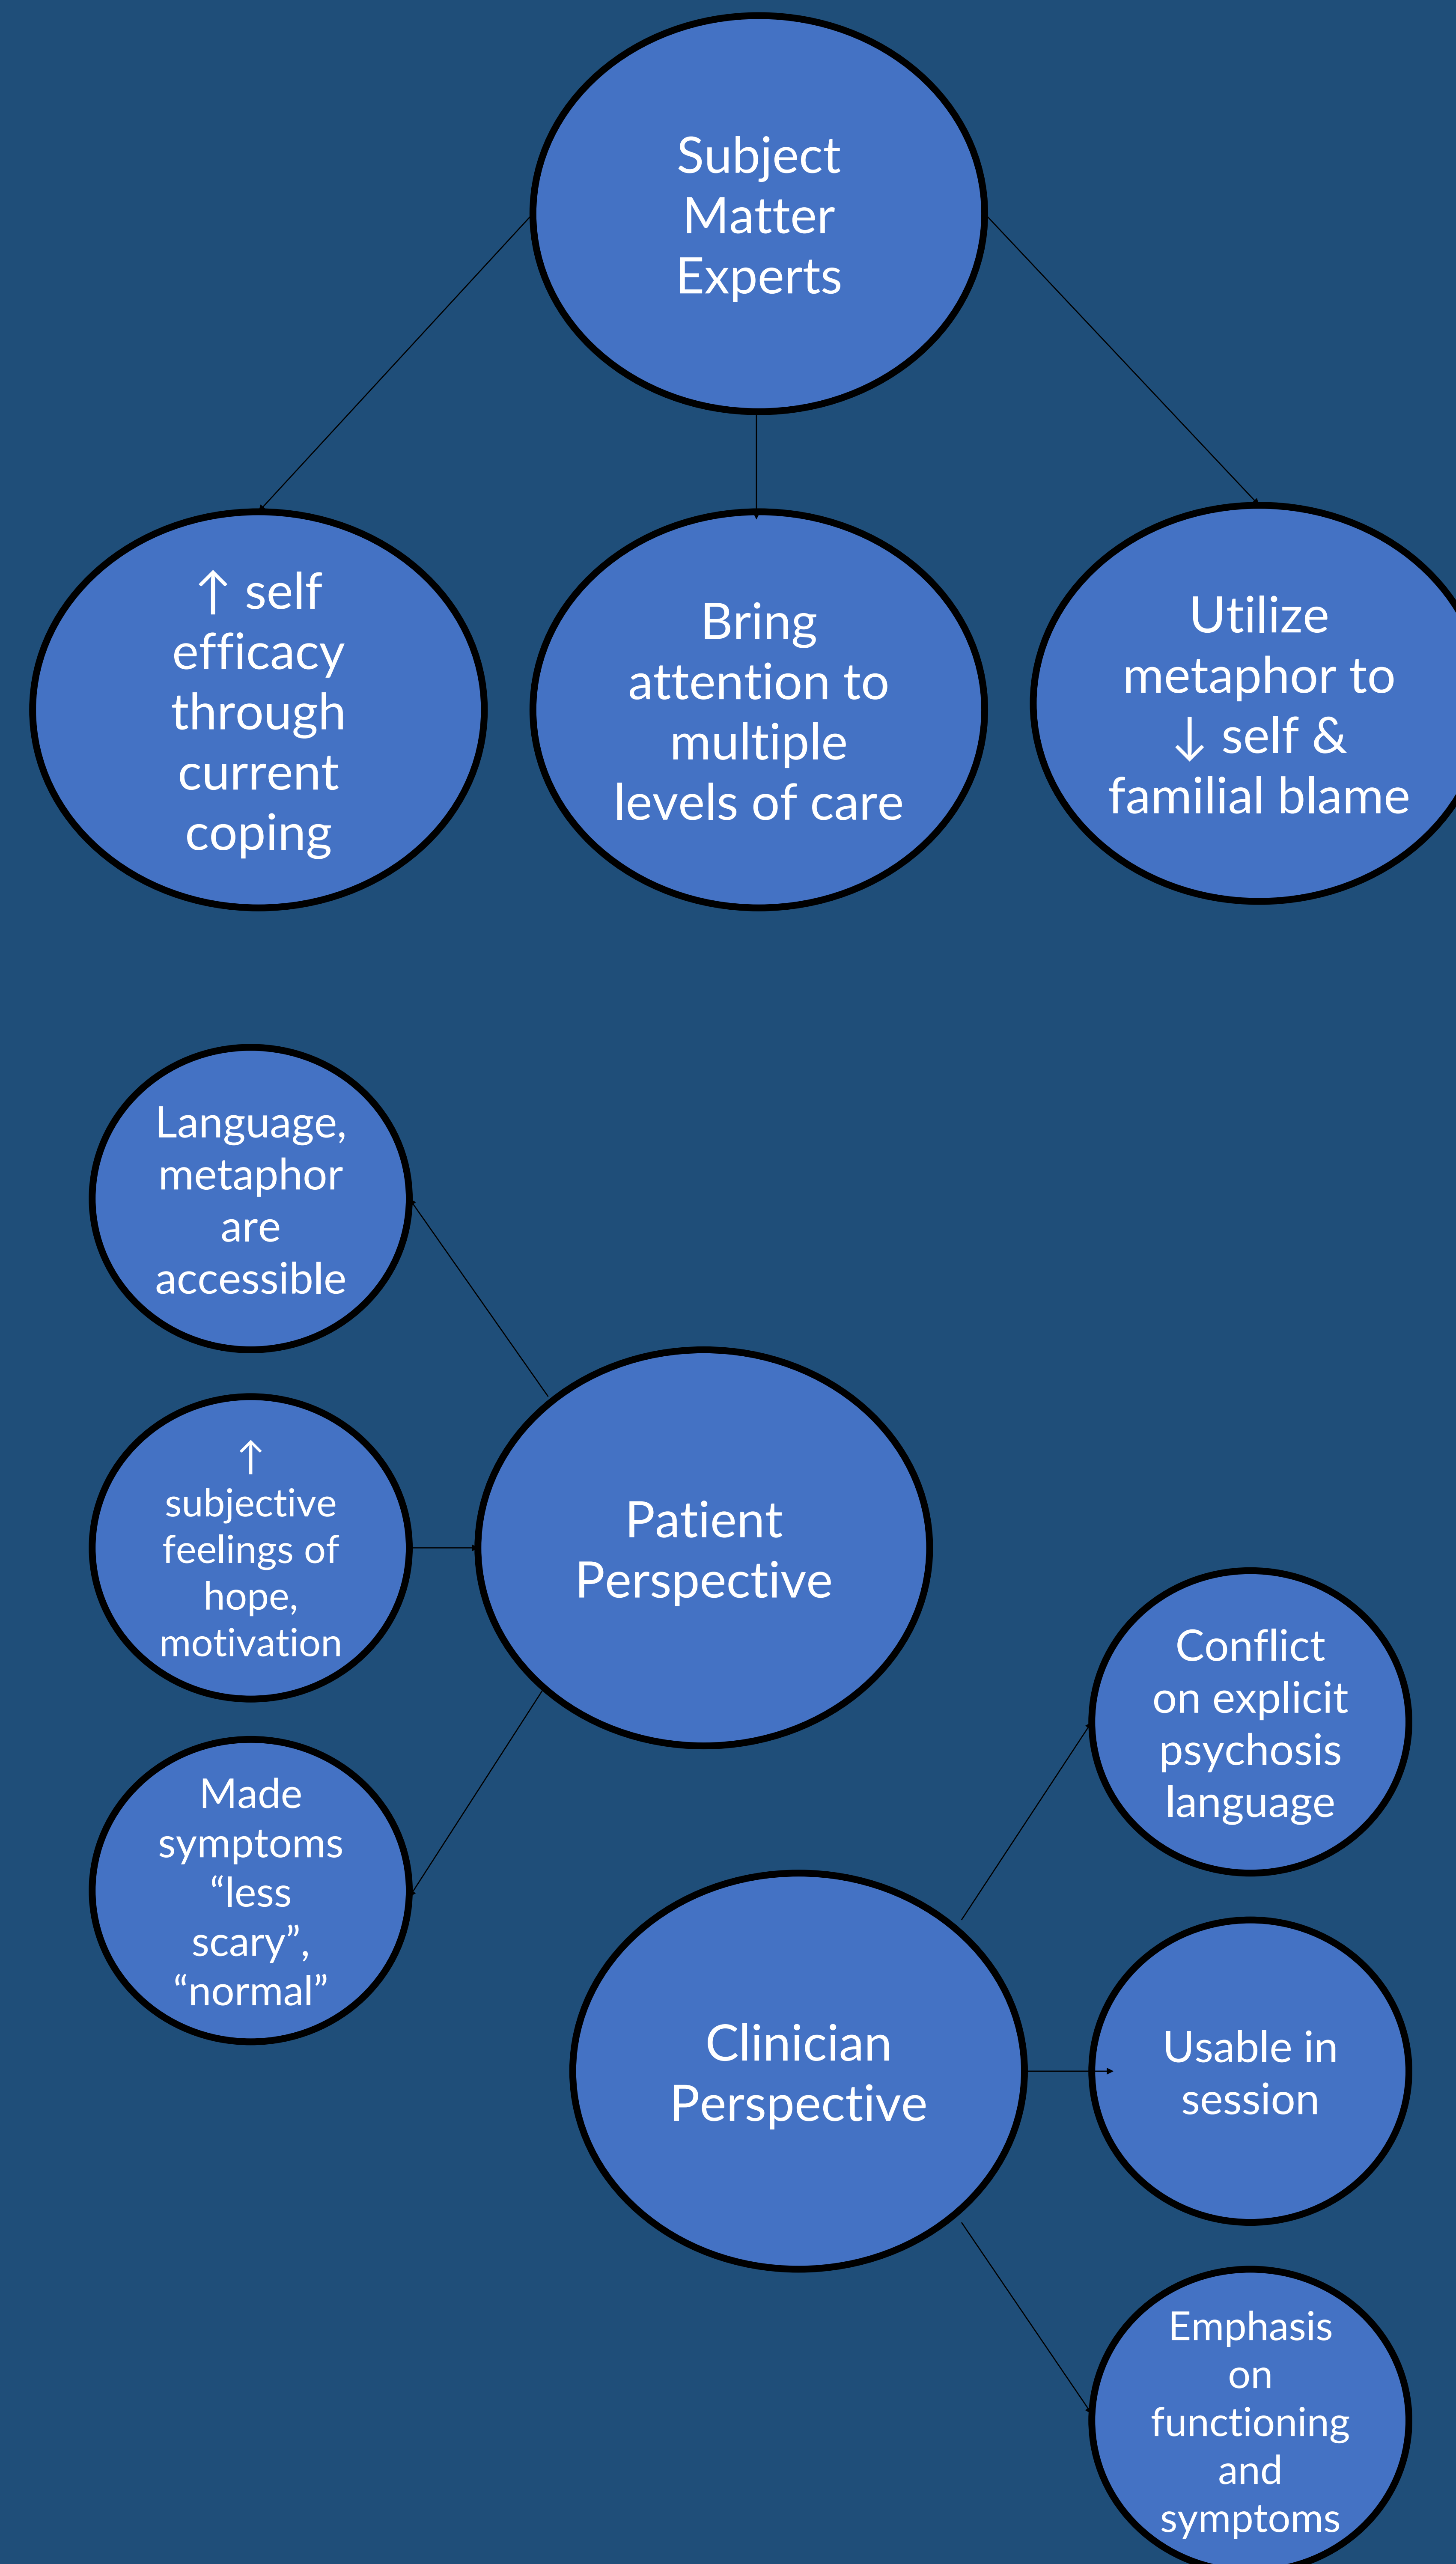 Subject
Matter
Experts
↑ self
efficacy
through
current
coping
Bring
attention to
multiple
levels of care
Utilize
metaphor to
↓ self &
familial blame
Language,
metaphor
are
accessible
↑
subjective
feelings of
hope,
motivation
Made
symptoms
“less
scary”,
“normal”
Patient
Perspective
Clinician
Perspective
Conflict
on explicit
psychosis
language
Usable in
session
Emphasis
on
functioning
and
symptoms